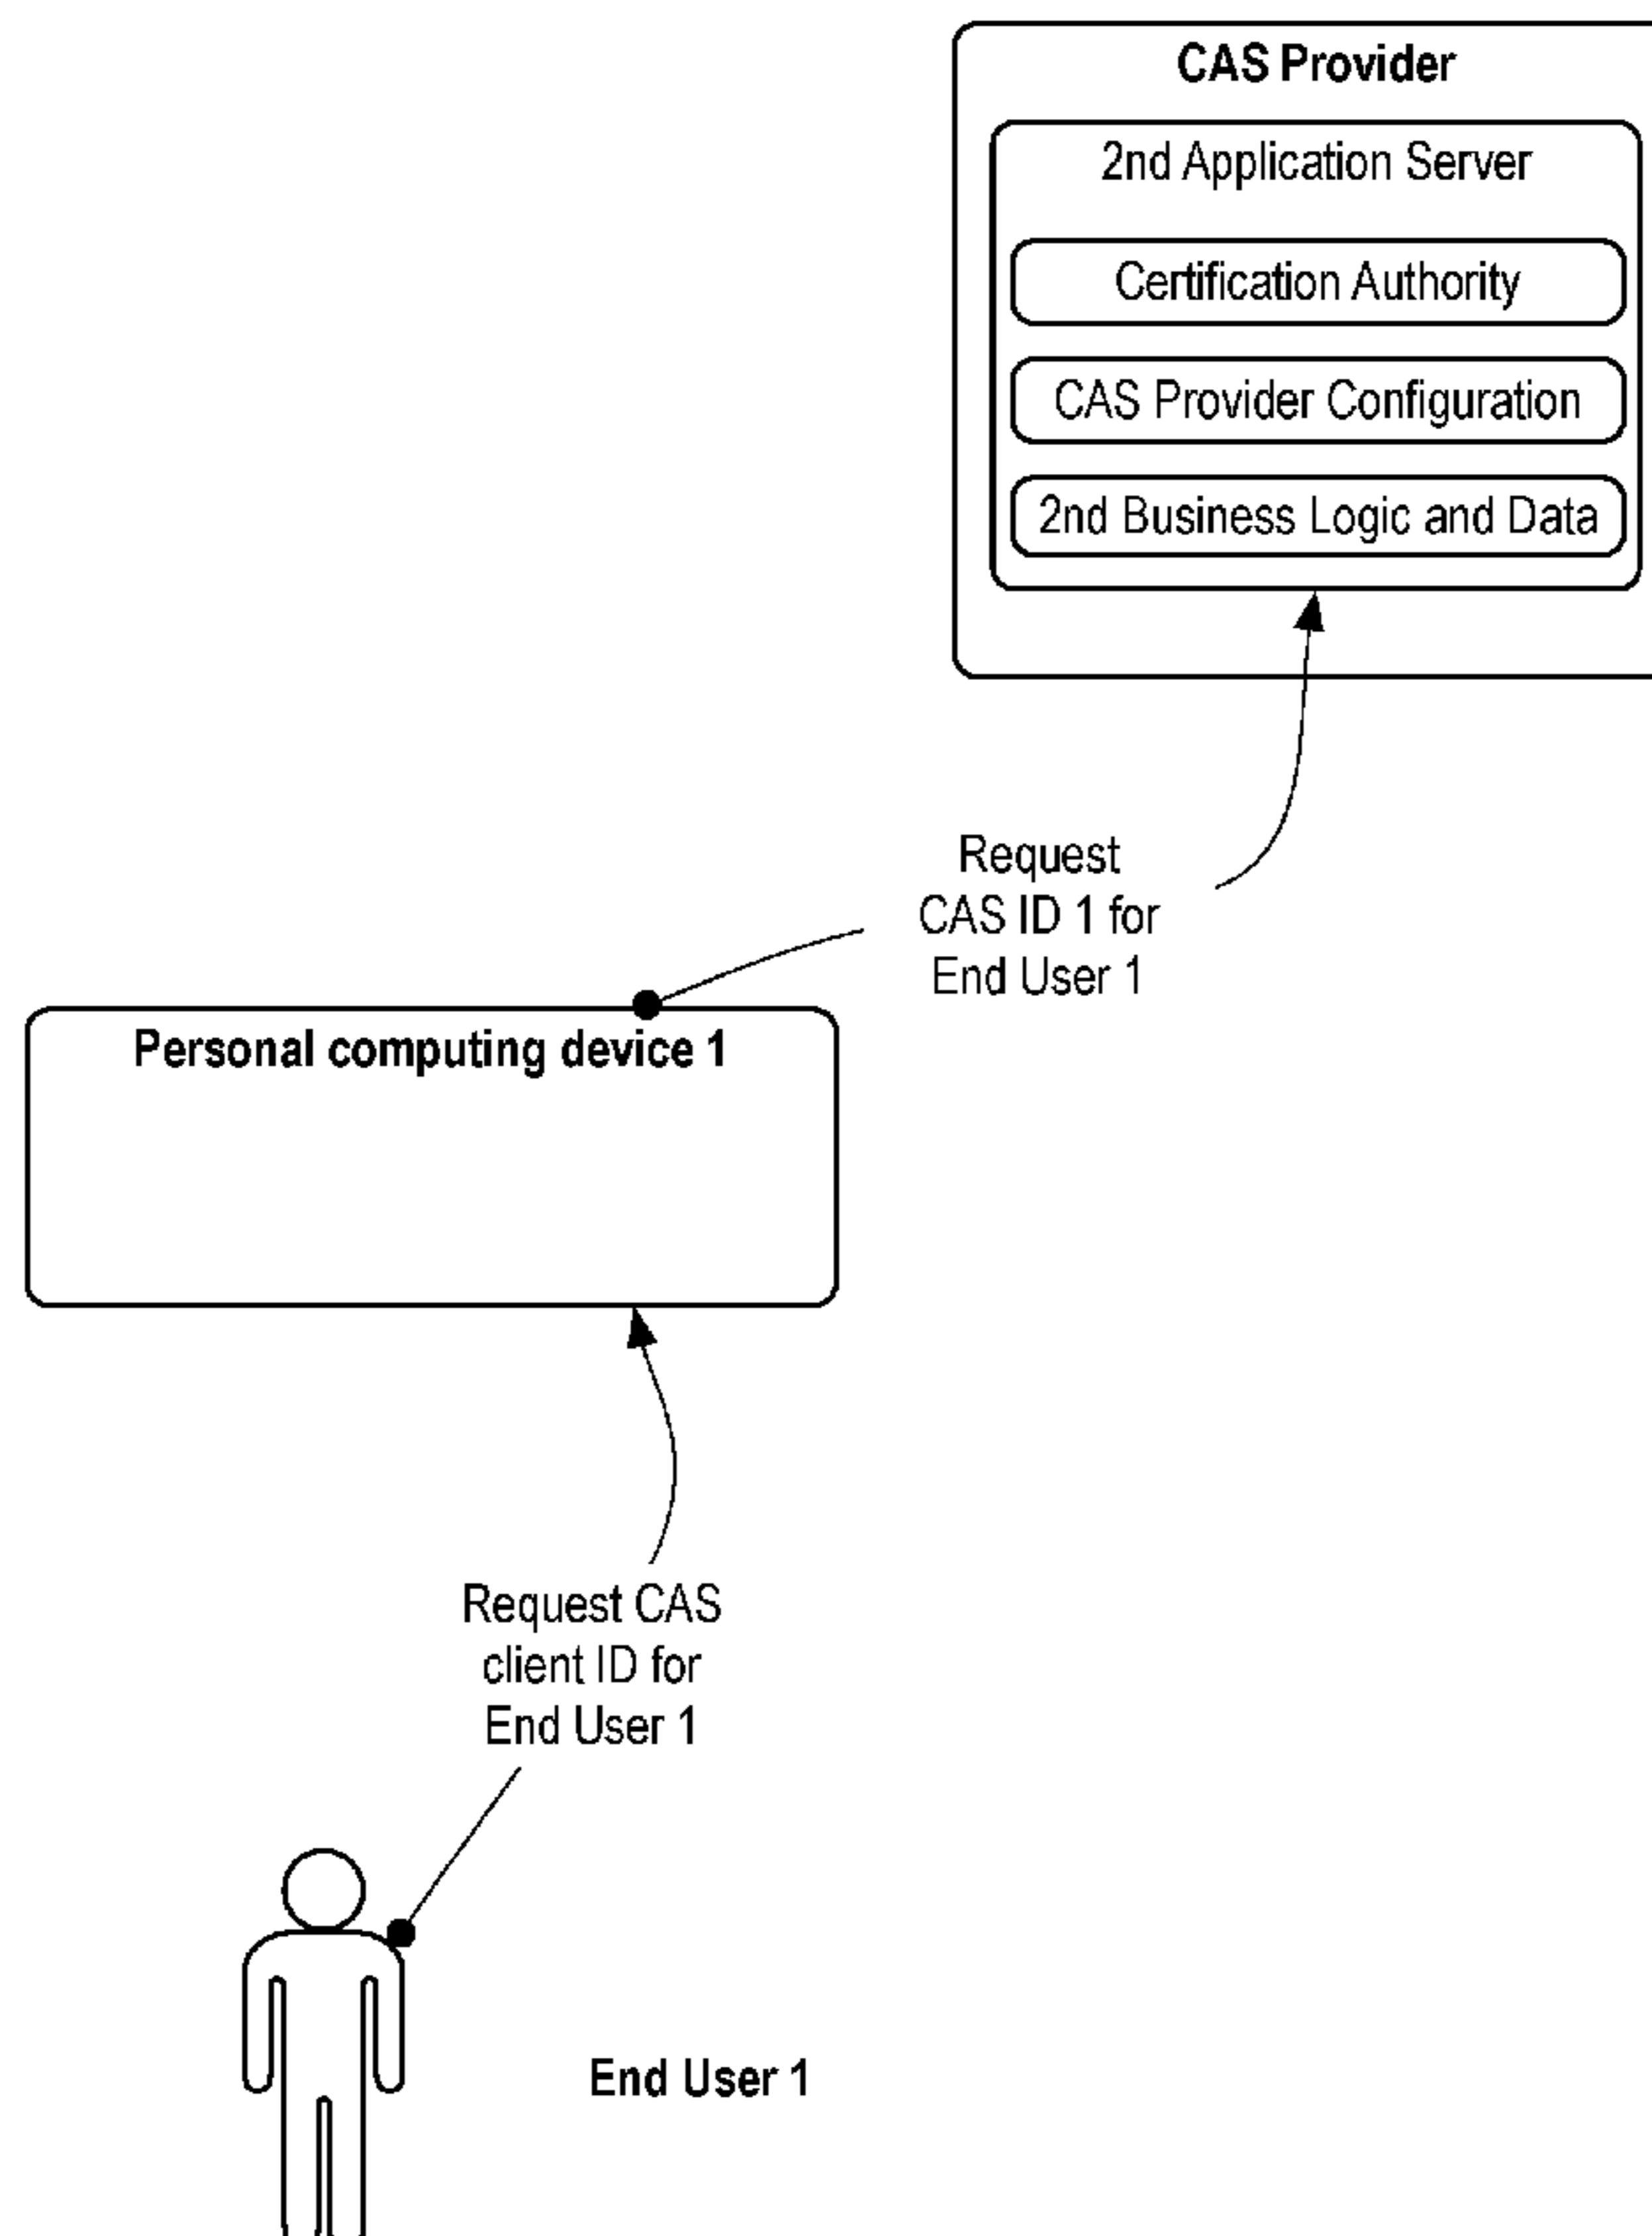 CAS Provider
2nd Application Server
Certification Authority
CAS Provider Configuration
2nd Business Logic and Data
Request
CAS ID 1 for
End User 1
Personal computing device 1
Request CAS
client ID for
End User 1
End User 1